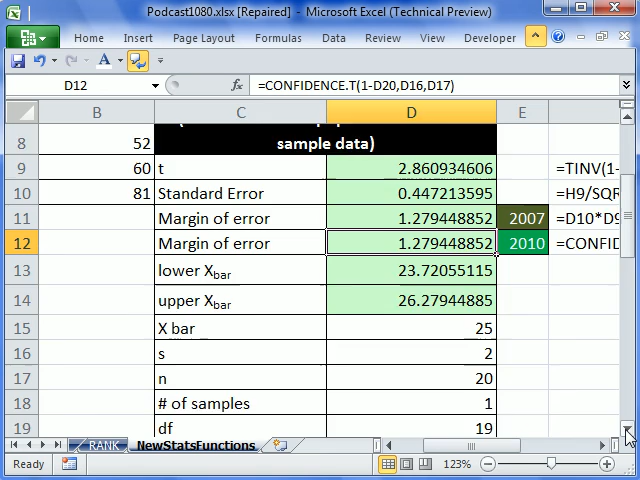 Podcast1080.xlsx [Repaired] - Microsoft Excel (Technical Preview)
Home Insert Page Layout Formulas Data Review View Developer
D12 fx =CONFIDENCE.T(1-D20,D16,D17)
B C D E
sample data)
8 52
9 60 t 2.860934606 =TINV(1-
10 81 Standard Error 0.447213595 =H9/SQR
11 Margin of error 1.279448852 2007 =D10*D9
12 Margin of error 1.279448852 2010 =CONFID
13 lower Xbar 23.72055115
14 upper Xbar 26.27944885
15 X bar 25
16 s 2
17 n 20
18 # of samples 1
19 df 19
RANK NewStatsFunctions
Ready 123%